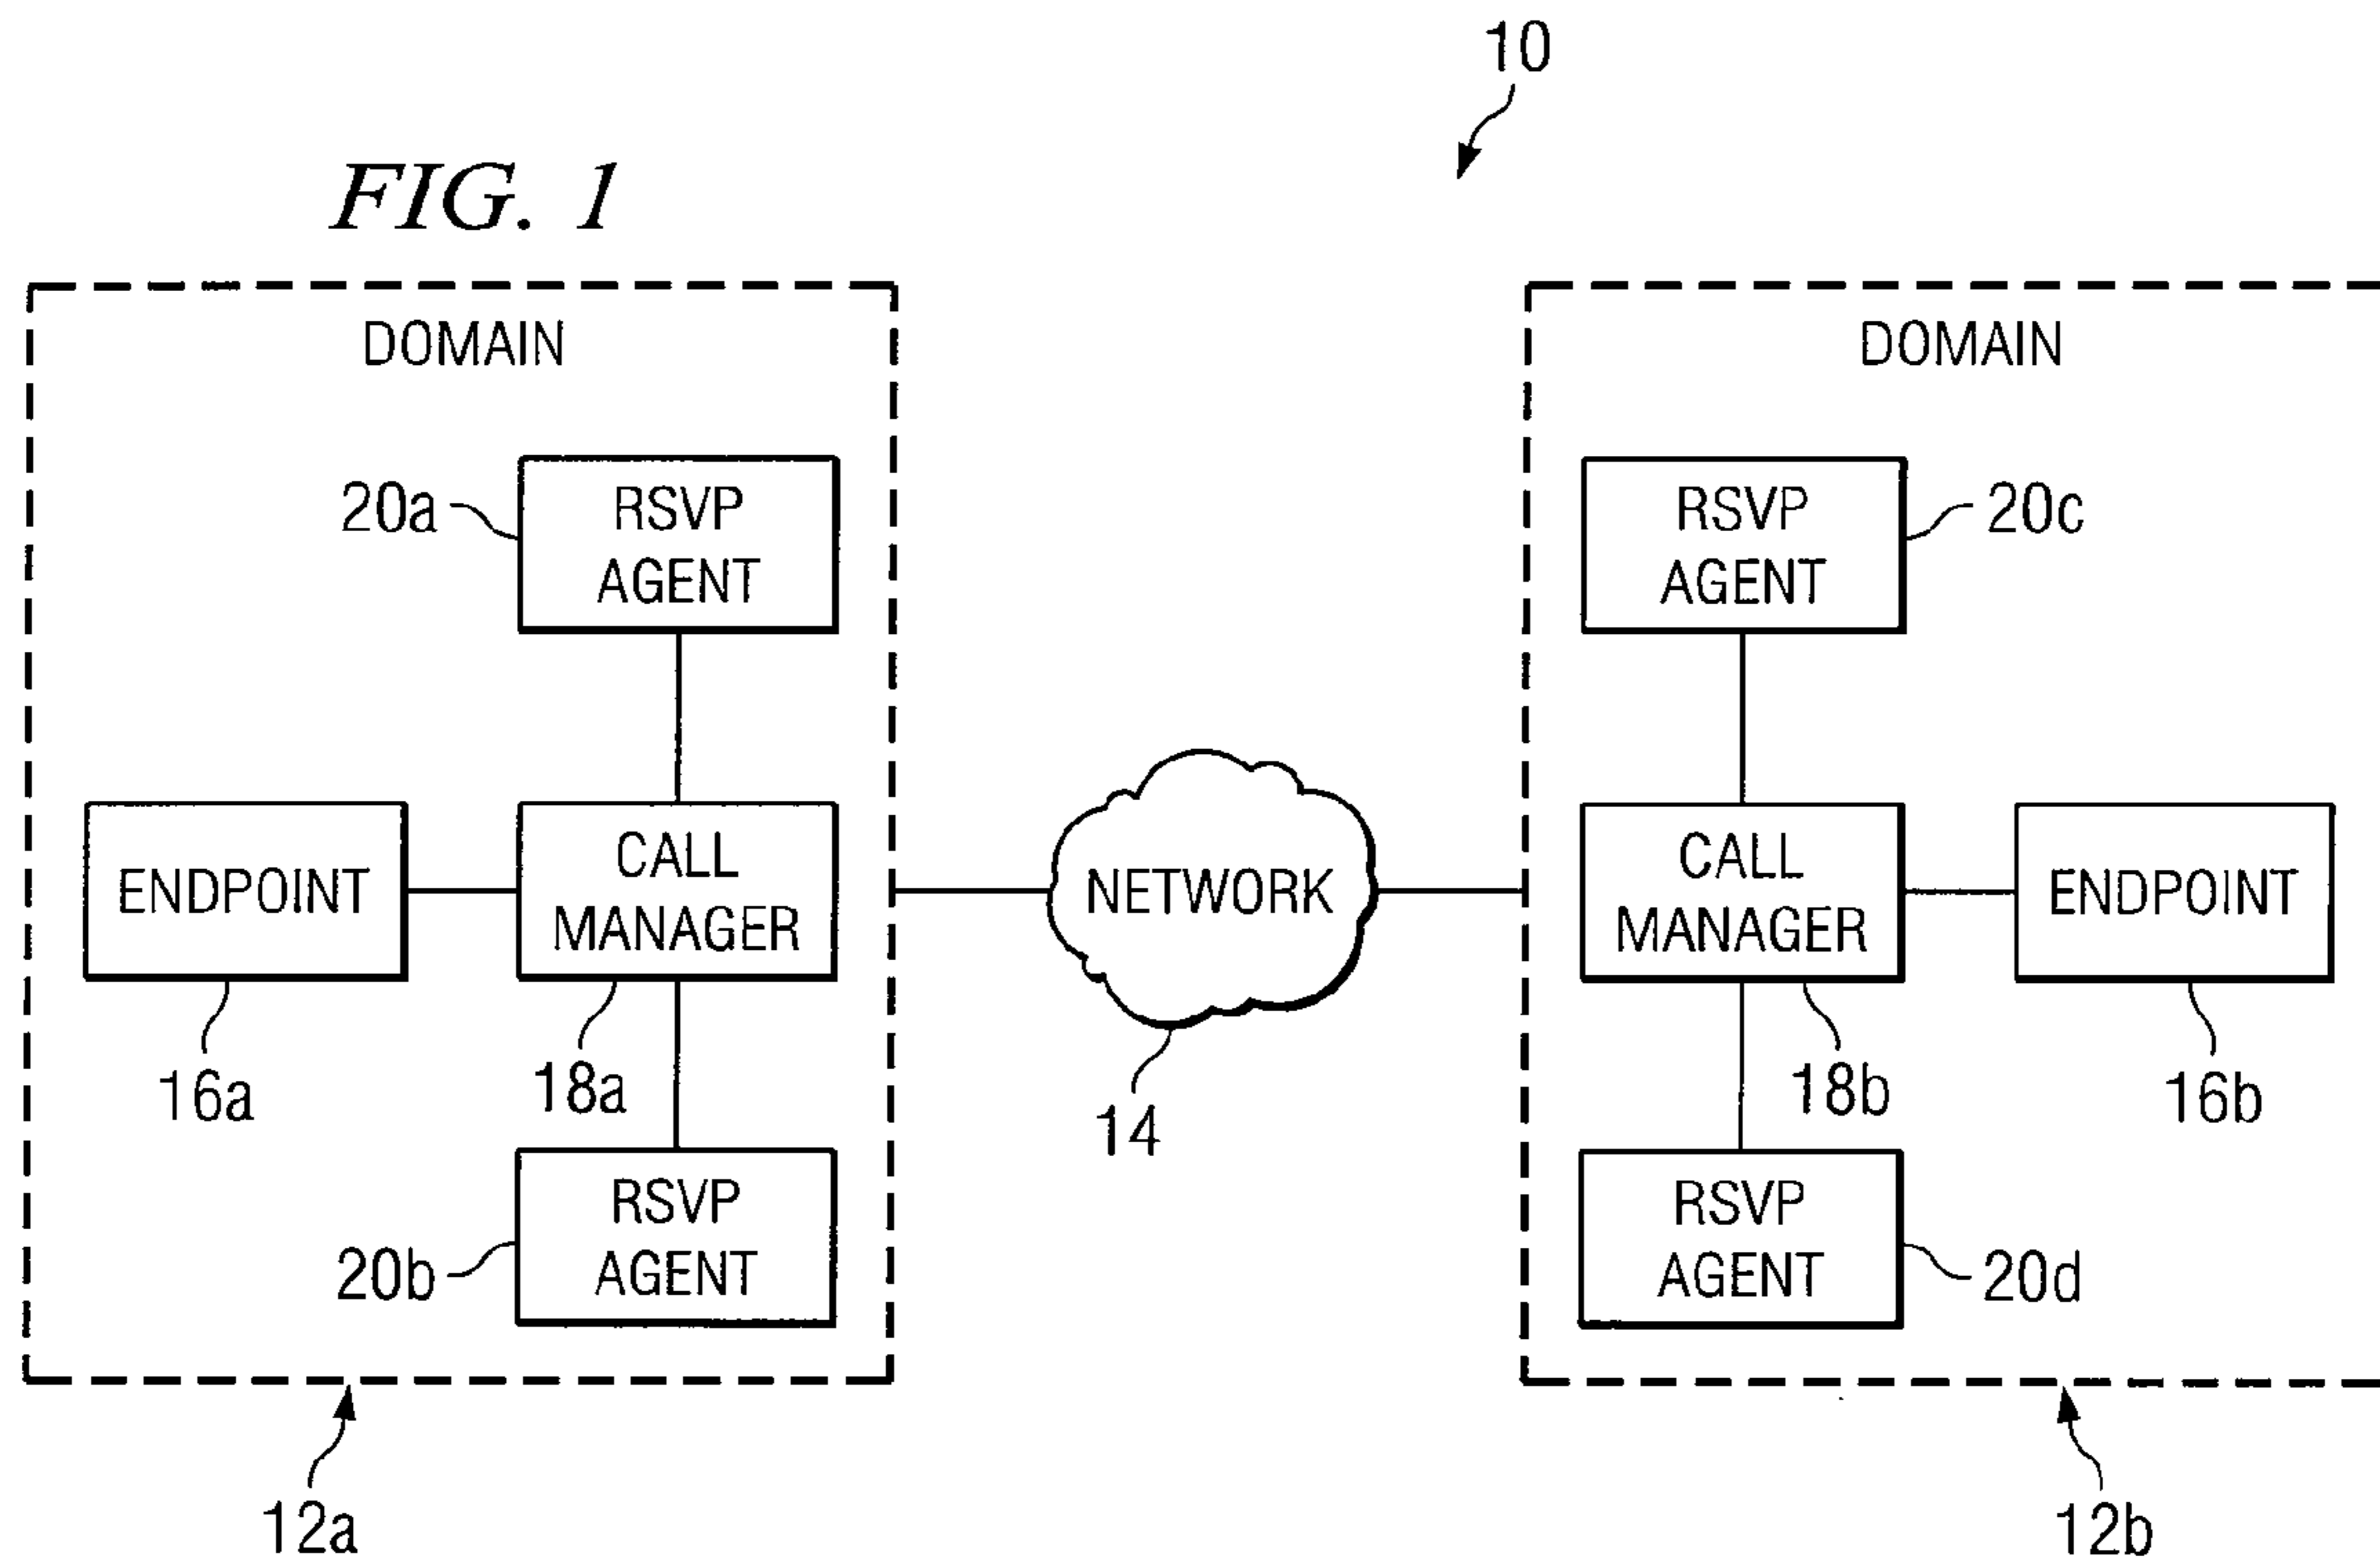 10
FIG. 1
DOMAIN
DOMAIN
20a
RSVP
AGENT
RSVP
AGENT
20c
ENDPOINT
CALL
MANAGER
NETWORK
CALL
MANAGER
ENDPOINT
16a
18a
14
18b
16b
20b
RSVP
AGENT
RSVP
AGENT
20d
12a
12b